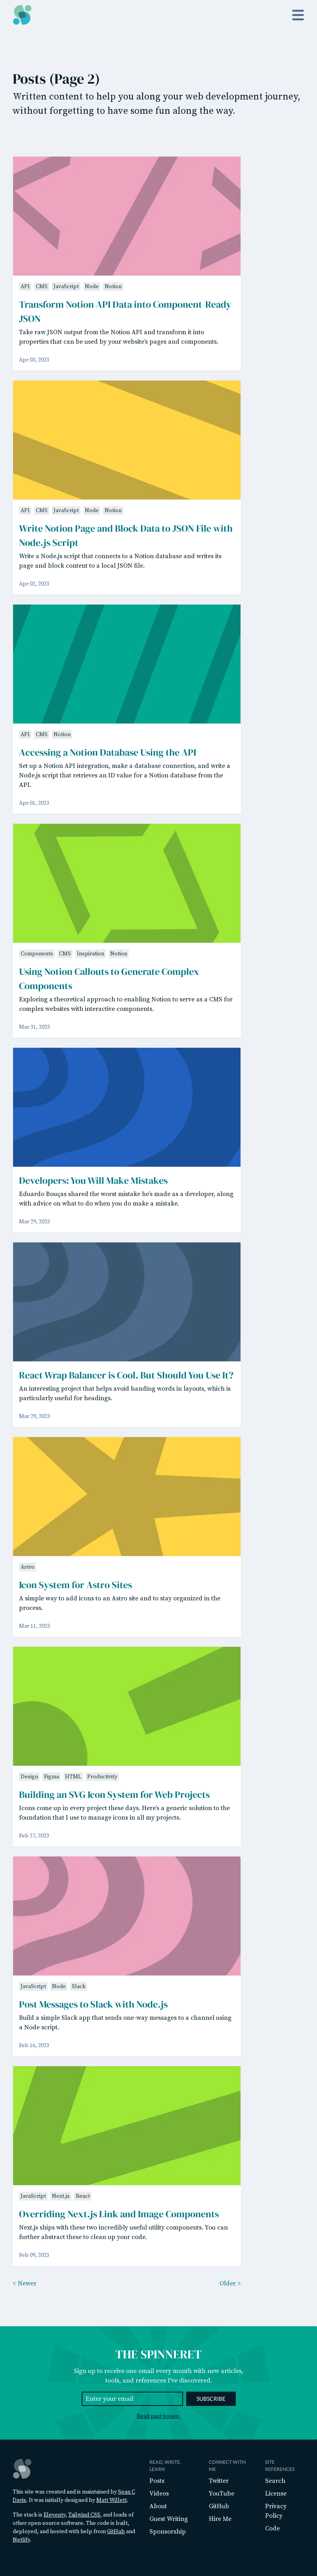 Posts (Page 2)
Written content to help you along your web development journey,
without forgetting to have some fun along the way.
API CMS JavaScript Node Notion
Transform Notion API Data into Component-Ready
JSON
Take raw JSON output from the Notion API and transform it into
properties that can be used by your website's pages and components.
Apr 03, 2023
API CMS JavaScript Node Notion
Write Notion Page and Block Data to JSON File with
Node.js Script
Write a Node.js script that connects to a Notion database and writes its
page and block content to a local JSON file.
Apr 02, 2023
API CMS Notion
Accessing a Notion Database Using the API
Set up a Notion API integration, make a database connection, and write a
Node.js script that retrieves an ID value for a Notion database from the
API.
Apr 01, 2023
Components CMS Inspiration Notion
Using Notion Callouts to Generate Complex
Components
Exploring a theoretical approach to enabling Notion to serve as a CMS for
complex websites with interactive components.
Mar 31, 2023
Developers: You Will Make Mistakes
Eduardo Bouças shared the worst mistake he's made as a developer, along
with advice on what to do when you do make a mistake.
Mar 29, 2023
React Wrap Balancer is Cool. But Should You Use It?
An interesting project that helps avoid handing words in layouts, which is
particularly useful for headings.
Mar 29, 2023
Astro
Icon System for Astro Sites
A simple way to add icons to an Astro site and to stay organized in the
process.
Mar 11, 2023
Design Figma HTML Productivity
Building an SVG Icon System for Web Projects
Icons come up in every project these days. Here's a generic solution to the
foundation that I use to manage icons in all my projects.
Feb 27, 2023
JavaScript Node Slack
Post Messages to Slack with Node.js
Build a simple Slack app that sends one-way messages to a channel using
a Node script.
Feb 16, 2023
JavaScript Next.js React
Overriding Next.js Link and Image Components
Next.js ships with these two incredibly useful utility components. You can
further abstract these to clean up your code.
Feb 09, 2023
< Newer
Older >
THE SPINNERET
Sign up to receive one email every month with new articles,
tools, and references I've discovered.
Enter your email
SUBSCRIBE
Read past issues.
This site was created and is maintained by Sean C
Davis. It was initially designed by Matt Willett.
The stack is Eleventy, Tailwind CSS, and loads of
other open-source software. The code is built,
deployed, and hosted with help from GitHub and
Netlify.
READ, WRITE,
LEARN
Posts
Videos
About
Guest Writing
Sponsorship
CONNECT WITH
ME
Twitter
YouTube
GitHub
Hire Me
SITE
REFERENCES
Search
License
Privacy
Policy
Code